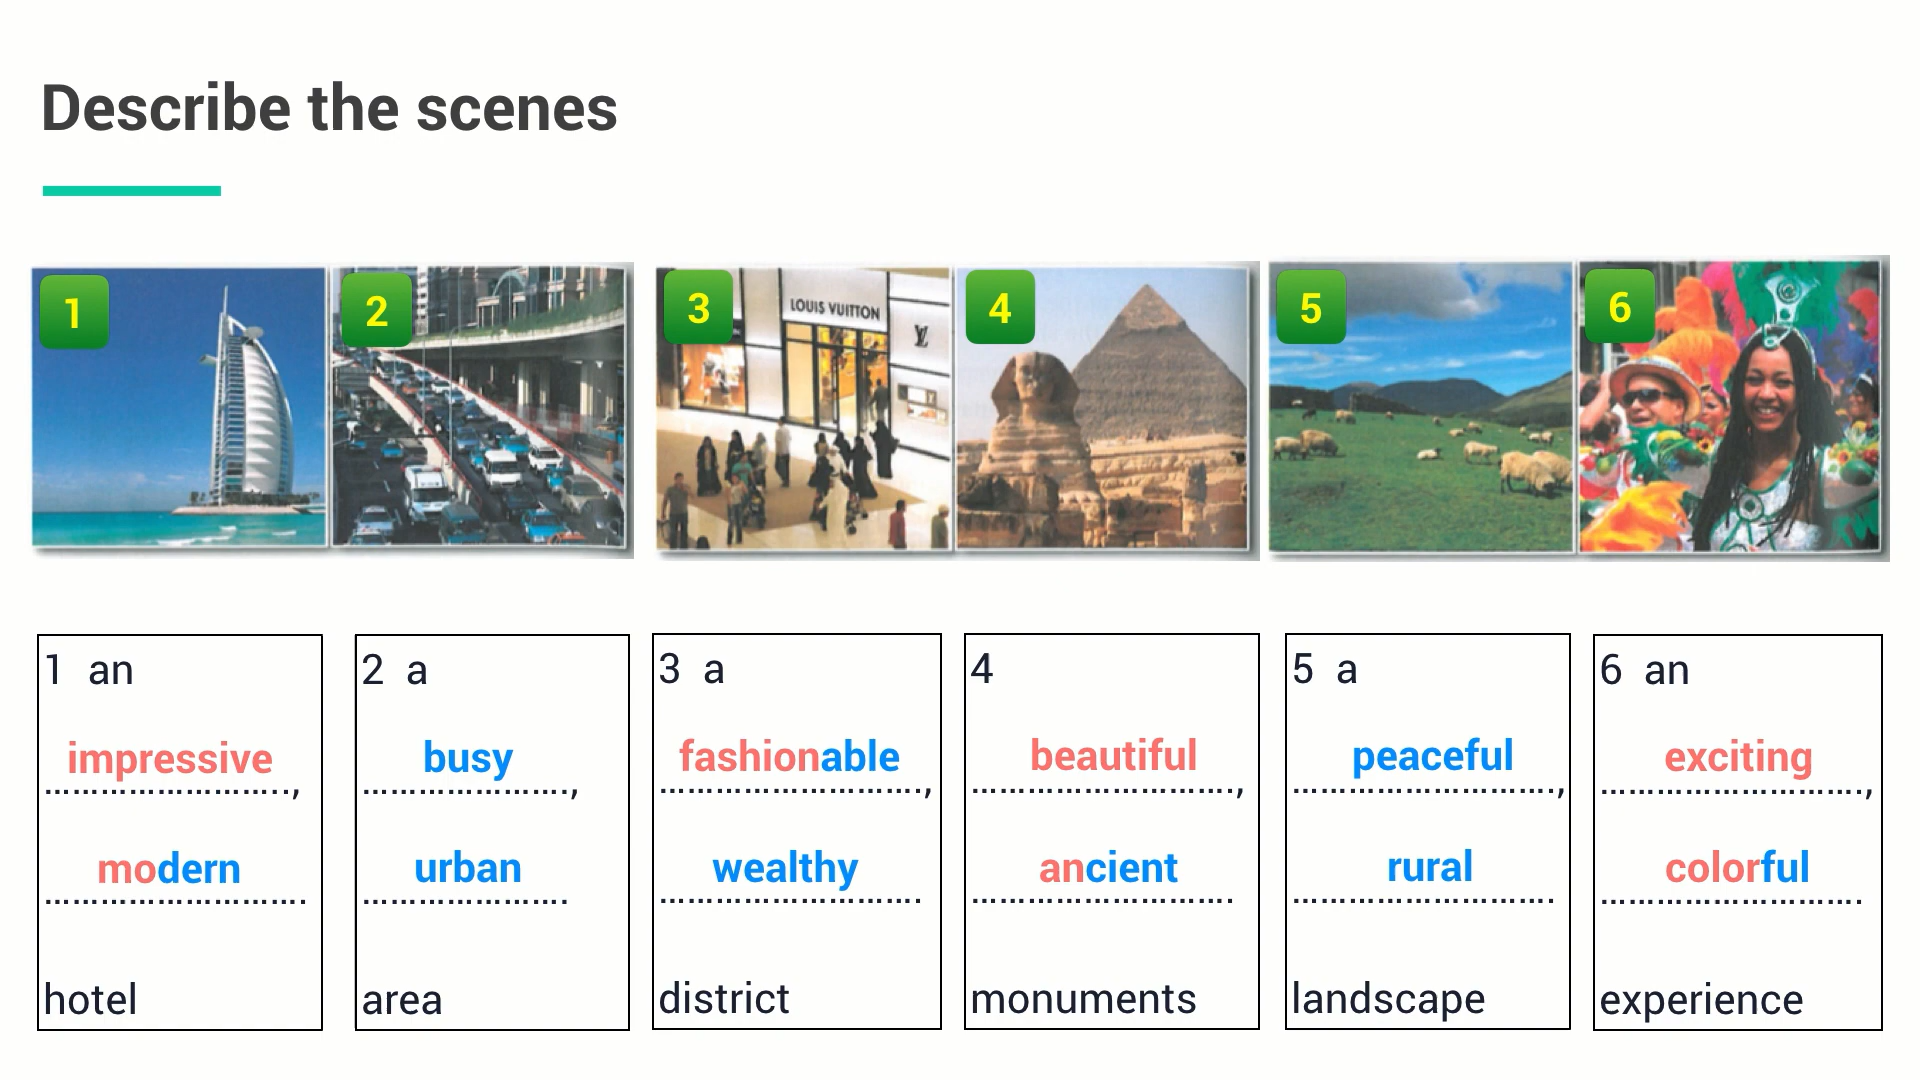 Describe the scenes
1
2
3
4
5
6
LOUIS VUITTON
LV
1 an
impressive
........................,
modern
..........................
hotel
2 a
busy
....................,
urban
....................
area
3 a
fashionable
..........................,
wealthy
..........................
district
4
beautiful
..........................,
ancient
..........................
monuments
5 a
peaceful
..........................,
rural
..........................
landscape
6 an
exciting
..........................,
colorful
..........................
experience